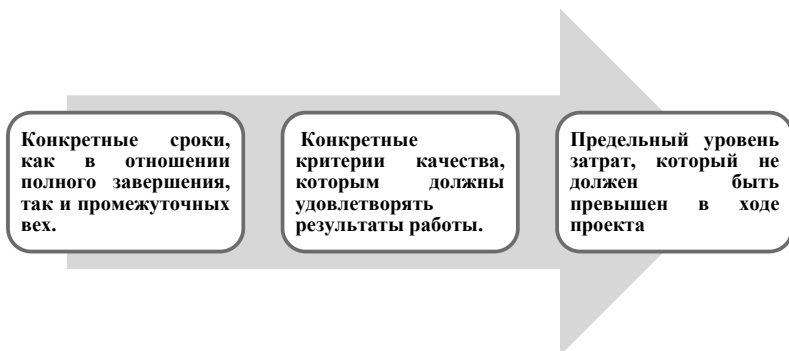 Конкретные сроки,
как в отношении
полного завершения,
так и промежуточных
вех.
Конкретные
критерии качества,
которым должны
удовлетворять
результаты работы.
Предельный уровень
затрат, который не
должен быть
превышен в ходе
проекта